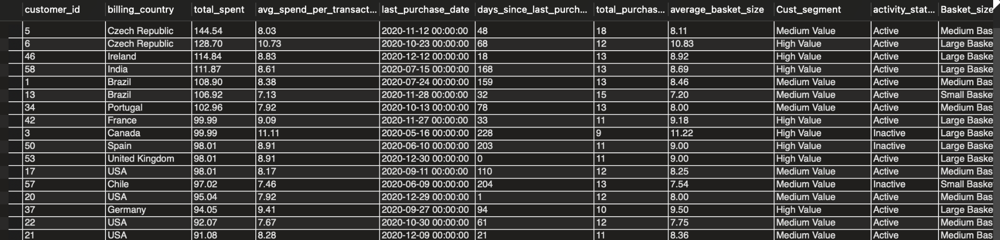 customer_id billing_country total_spent avg_spend_per_transact... last_purchase_date days_since_last_purch... total_purchas... average_basket_size Cust_segment activity_stat... Basket_size
5 Czech Republic 144.54 8.03 2020-11-12 00:00:00 48 18 8.11 Medium Value Active Medium Bas
6 Czech Republic 128.70 10.73 2020-10-23 00:00:00 68 12 10.83 High Value Active Large Baske
46 Ireland 114.84 8.83 2020-12-12 00:00:00 18 13 8.92 High Value Active Large Baske
58 India 111.87 8.61 2020-07-15 00:00:00 168 13 8.69 High Value Active Large Baske
1 Brazil 108.90 8.38 2020-07-24 00:00:00 159 13 8.46 Medium Value Active Medium Bas
13 Brazil 106.92 7.13 2020-11-28 00:00:00 32 15 7.20 Medium Value Active Small Baske
34 Portugal 102.96 7.92 2020-10-13 00:00:00 78 13 8.00 Medium Value Active Medium Bas
42 France 99.99 9.09 2020-11-27 00:00:00 33 11 9.18 High Value Active Large Baske
3 Canada 99.99 11.11 2020-05-16 00:00:00 228 9 11.22 High Value Inactive Large Baske
50 Spain 98.01 8.91 2020-06-10 00:00:00 203 11 9.00 High Value Inactive Large Baske
53 United Kingdom 98.01 8.91 2020-12-30 00:00:00 0 11 9.00 High Value Active Large Baske
17 USA 98.01 8.17 2020-09-11 00:00:00 110 12 8.25 Medium Value Active Medium Bas
57 Chile 97.02 7.46 2020-06-09 00:00:00 204 13 7.54 Medium Value Inactive Small Baske
20 USA 95.04 7.92 2020-12-29 00:00:00 1 12 8.00 Medium Value Active Medium Bas
37 Germany 94.05 9.41 2020-09-27 00:00:00 94 10 9.50 High Value Active Large Baske
22 USA 92.07 7.67 2020-10-30 00:00:00 61 12 7.75 Medium Value Active Medium Bas
21 USA 91.08 8.28 2020-12-09 00:00:00 21 11 8.36 Medium Value Active Medium Bas